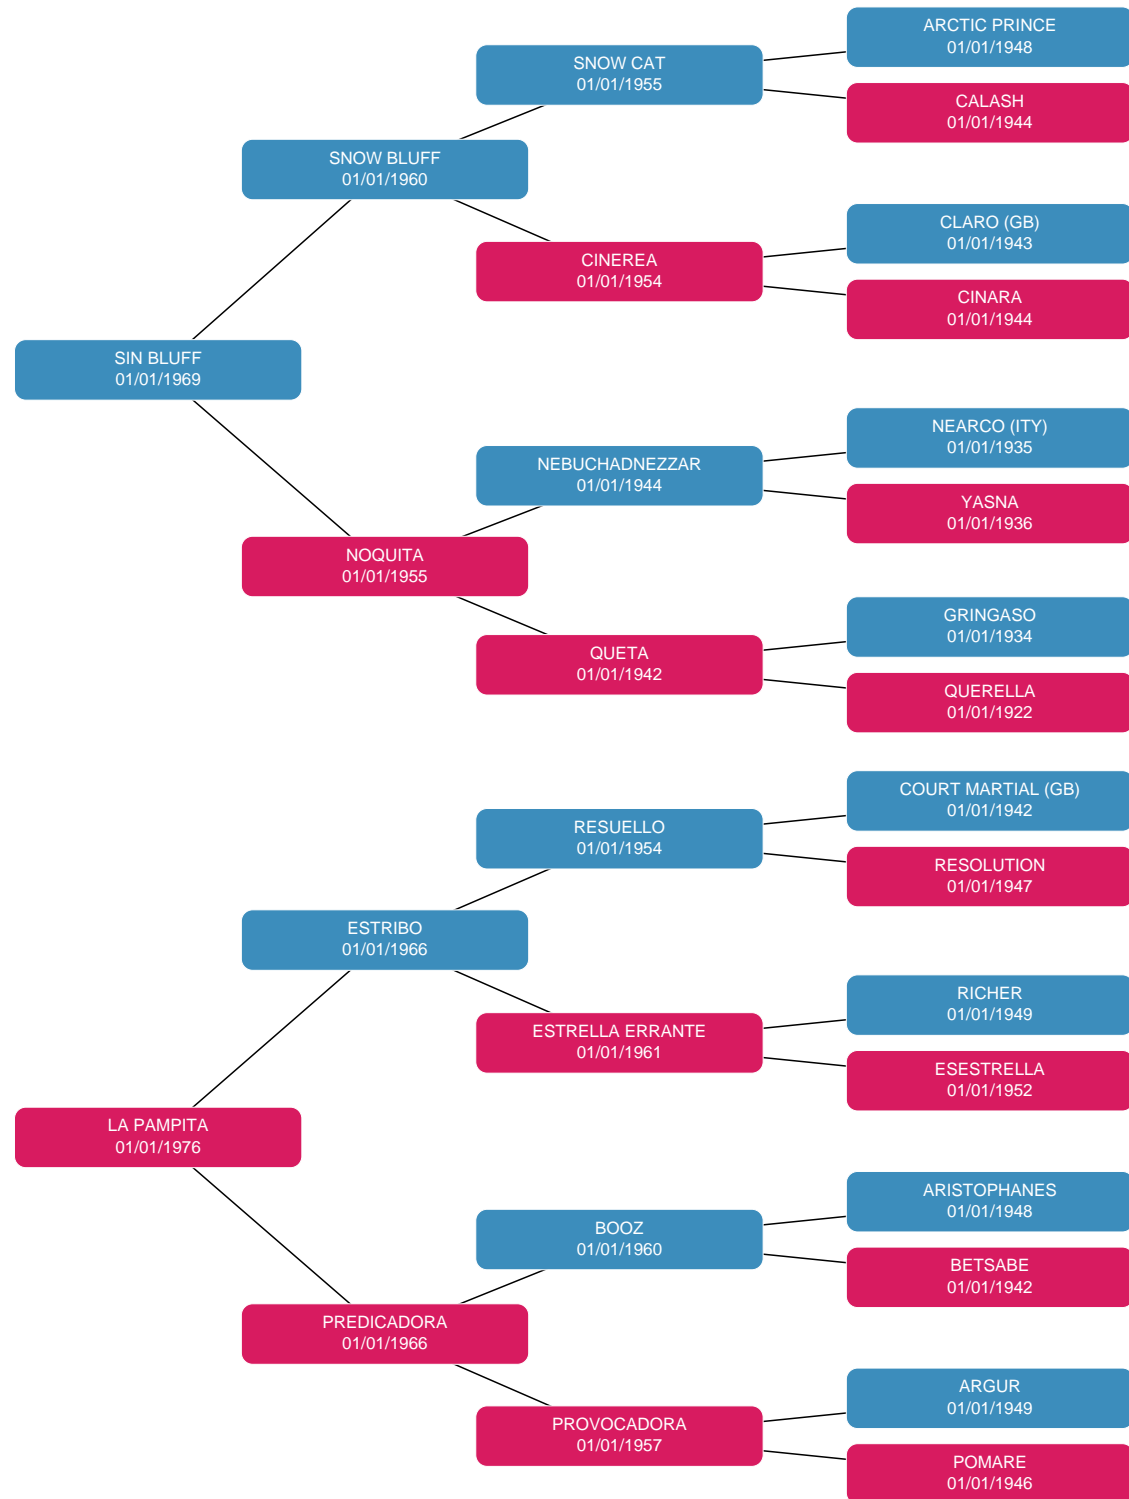 ARCTIC PRINCE
01/01/1948
SNOW CAT
01/01/1955
CALASH
01/01/1944
SNOW BLUFF
01/01/1960
CLARO (GB)
01/01/1943
CINEREA
01/01/1954
CINARA
01/01/1944
SIN BLUFF
01/01/1969
NEARCO (ITY)
01/01/1935
NEBUCHADNEZZAR
01/01/1944
YASNA
01/01/1936
NOQUITA
01/01/1955
GRINGASO
01/01/1934
QUETA
01/01/1942
QUERELLA
01/01/1922
COURT MARTIAL (GB)
01/01/1942
RESUELLO
01/01/1954
RESOLUTION
01/01/1947
ESTRIBO
01/01/1966
RICHER
01/01/1949
ESTRELLA ERRANTE
01/01/1961
ESESTRELLA
01/01/1952
LA PAMPITA
01/01/1976
ARISTOPHANES
01/01/1948
BOOZ
01/01/1960
BETSABE
01/01/1942
PREDICADORA
01/01/1966
ARGUR
01/01/1949
PROVOCADORA
01/01/1957
POMARE
01/01/1946